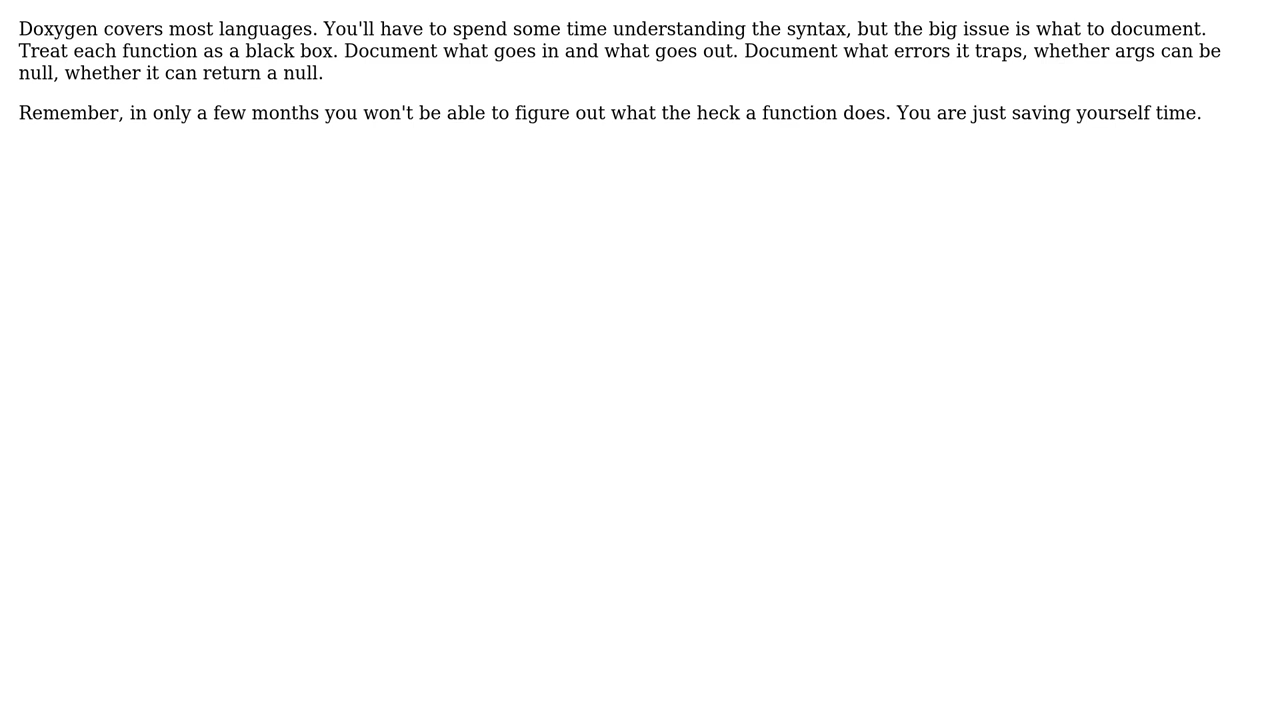 Doxygen covers most languages. You'll have to spend some time understanding the syntax, but the big issue is what to document.
Treat each function as a black box. Document what goes in and what goes out. Document what errors it traps, whether args can be
null, whether it can return a null.
Remember, in only a few months you won't be able to figure out what the heck a function does. You are just saving yourself time.